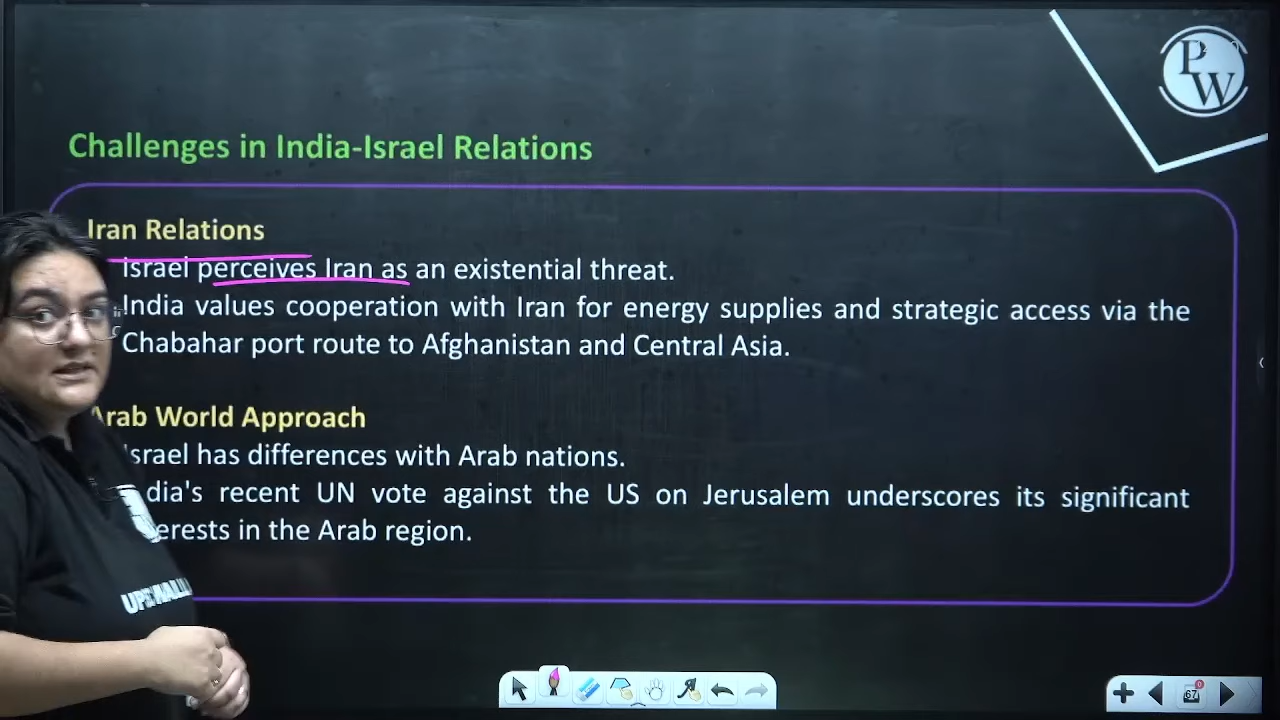 P
W
Challenges in India-Israel Relations
Iran Relations
Israel perceives Iran as an existential threat.
India values cooperation with Iran for energy supplies and strategic access via the
Chabahar port route to Afghanistan and Central Asia.
Arab World Approach
Israel has differences with Arab nations.
recent UN vote against the US on Jerusalem underscores its significant
in the Arab region.
67